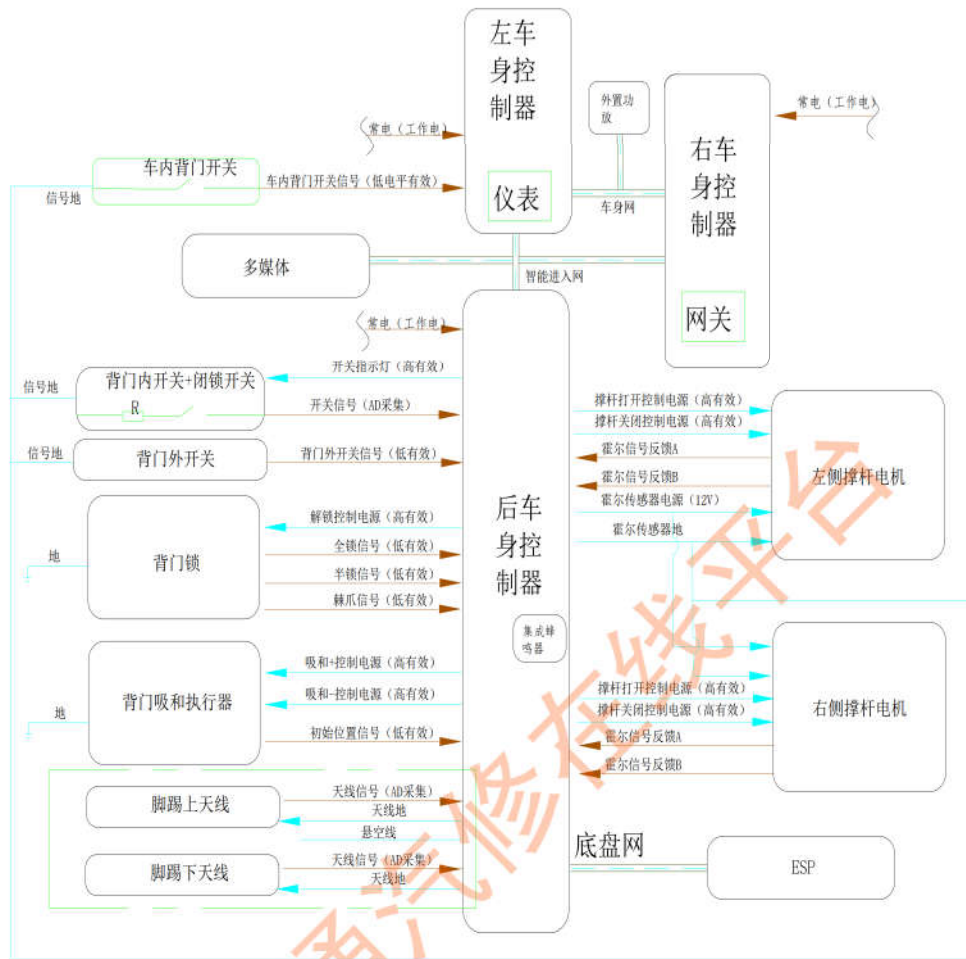 左车
身控
制器
仪表
常电（工作电）
外置功
放
右车
身控
制器
网关
常电（工作电）
车内背门开关
信号地
车内背门开关信号（低电平有效）
车身网
多媒体
智能进入网
常电（工作电）
开关指示灯（高有效）
背门内开关+闭锁开关
信号地
R
开关信号（AD采集）
信号地
背门外开关
背门外开关信号（低有效）
解锁控制电源（高有效）
全锁信号（低有效）
地
背门锁
半锁信号（低有效）
棘爪信号（低有效）
后车
身控
制器
集成蜂
鸣器
撑杆打开控制电源（高有效）
撑杆关闭控制电源（高有效）
霍尔信号反馈A
霍尔信号反馈B
霍尔传感器电源（12V）
霍尔传感器地
左侧撑杆电机
吸和+控制电源（高有效）
吸和-控制电源（高有效）
地
背门吸和执行器
初始位置信号（低有效）
撑杆打开控制电源（高有效）
撑杆关闭控制电源（高有效）
霍尔信号反馈A
霍尔信号反馈B
右侧撑杆电机
脚踢上天线
天线信号（AD采集）
天线地
悬空线
脚踢下天线
天线信号（AD采集）
天线地
底盘网
ESP
通汽修在线平台